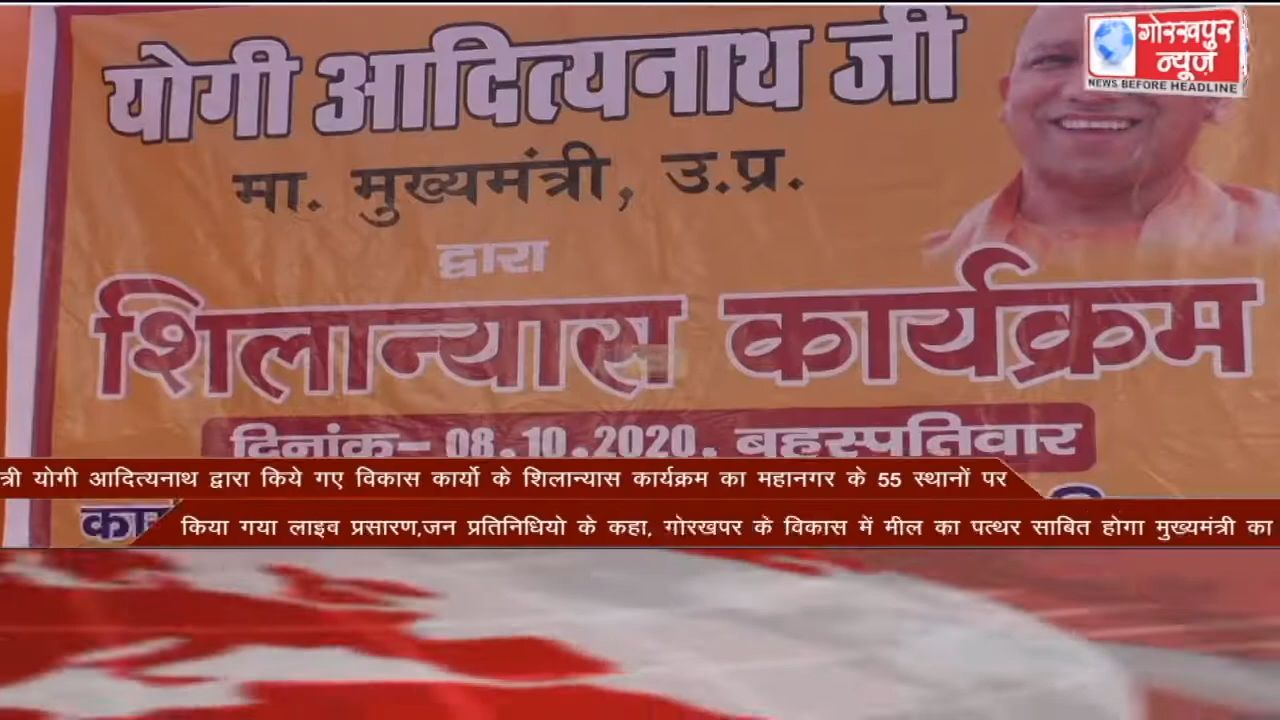 योगी आदित्यनाथ जी
गोरखपुर
न्यूज़
NEWS BEFORE HEADLINE
मा. मुख्यमंत्री, उ.प्र.
द्वारा
शिलान्यास कार्यक्रम
दिनांक- 08.10.2020, बृहस्पतिवार
त्री योगी आदित्यनाथ द्वारा किये गए विकास कार्यो के शिलान्यास कार्यक्रम का महानगर के 55 स्थानों पर
किया गया लाइव प्रसारण,जन प्रतिनिधियो के कहा, गोरखपर के विकास में मील का पत्थर साबित होगा मुख्यमंत्री का